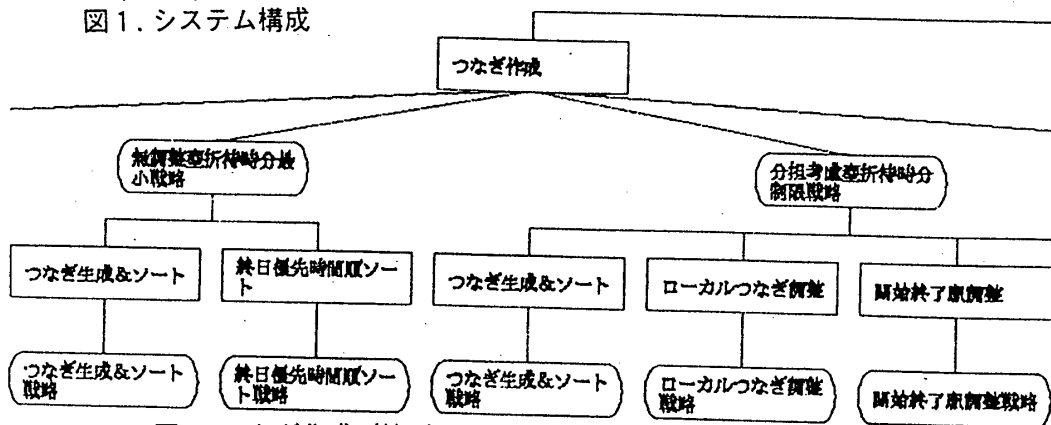 図1.システム構成
つなぎ作成
無調整型折待時分最
小戦略
分担考慮型折待時分
制限戦略
つなぎ生成&ソート
終日優先時間順ソー
ト
つなぎ生成&ソート
ローカルつなぎ調整
開始終了駅調整
つなぎ生成&ソート
戦略
終日優先時間順ソー
ト戦略
つなぎ生成&ソート
戦略
ローカルつなぎ調整
戦略
開始終了駅調整戦略